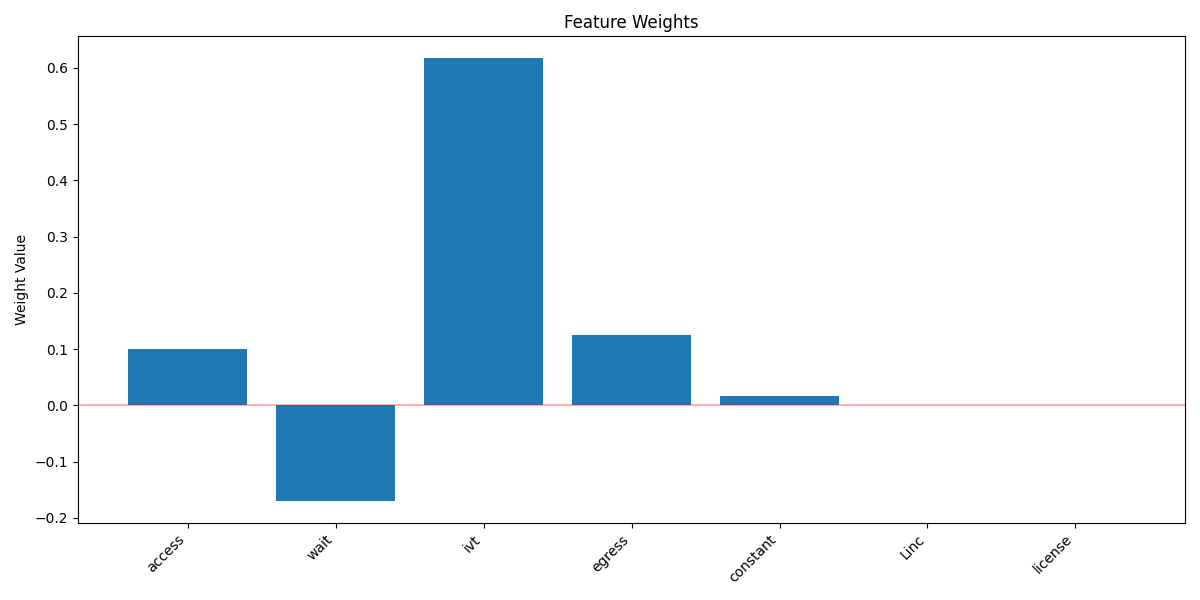 Feature Weights
Weight Value
0.6
0.5
0.4
0.3
0.2
0.1
0.0
−0.1
−0.2
access
wait
ivt
egress
constant
Linc
license